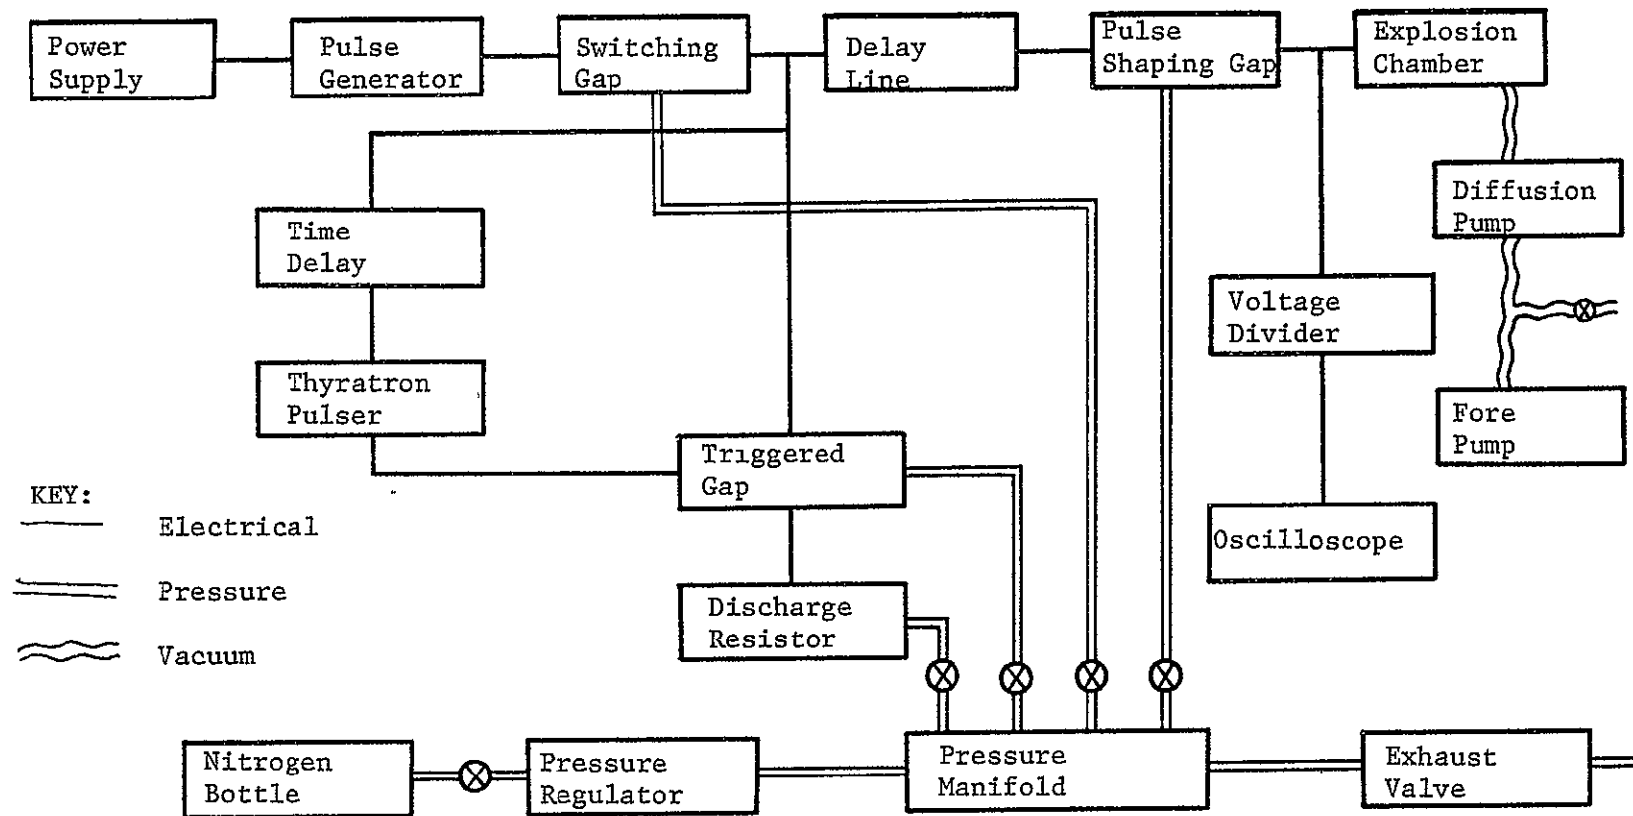 Power
Supply
Pulse
Generator
Switching
Gap
Delay
Line
Pulse
Shaping Gap
Explosion
Chamber
Diffusion
Pump
Time
Delay
Voltage
Divider
Thyratron
Pulser
Fore
Pump
Triggered
Gap
KEY:
Electrical
Pressure
Vacuum
Oscilloscope
Discharge
Resistor
Nitrogen
Bottle
Pressure
Regulator
Pressure
Manifold
Exhaust
Valve